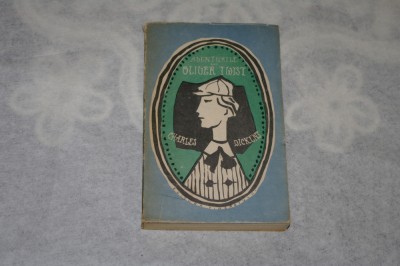 AVENTURILE
LUI
OLIVER TWIST
CHARLES DICKENS